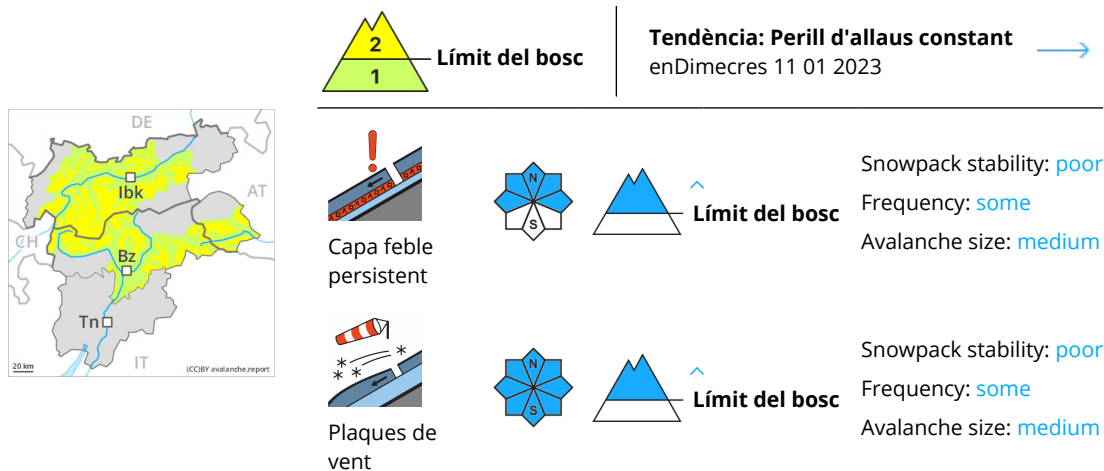 2
1
Límit del bosc
Tendència: Perill d'allaus constant
enDimecres 11 01 2023
DE
Ibk
AT
CH
Bz
Tn
IT
20 km
(CC)BY avalanche.report
Capa feble
persistent
N
S
Límit del bosc
Snowpack stability: poor
Frequency: some
Avalanche size: medium
Plaques de
vent
N
S
Límit del bosc
Snowpack stability: poor
Frequency: some
Avalanche size: medium